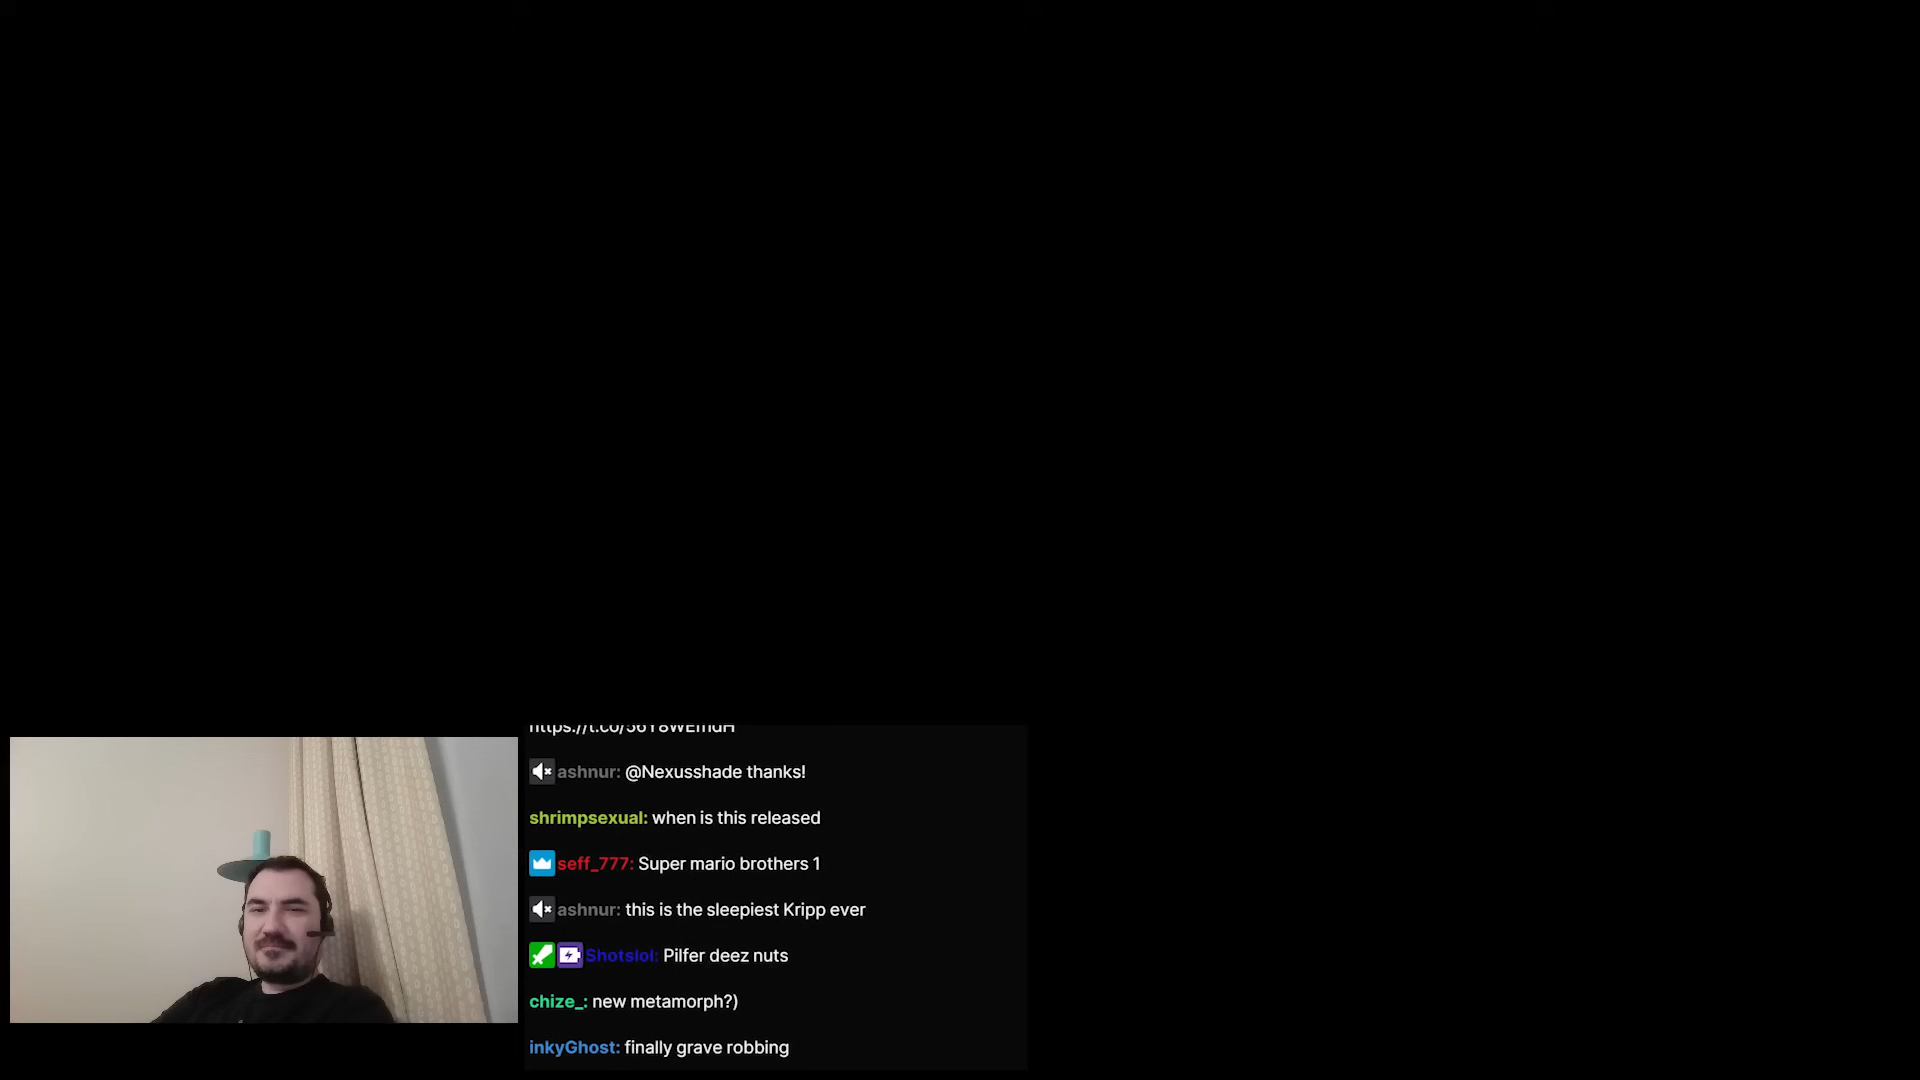 ashnur: @Nexusshade thanks!
shrimpsexual: when is this released
seff_777: Super mario brothers 1
ashnur: this is the sleepiest Kripp ever
Shotslol: Pilfer deez nuts
chize_: new metamorph?)
inkyGhost: finally grave robbing